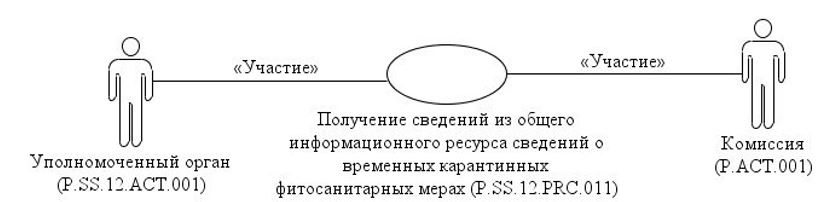 «Участие»
«Участие»
Получение сведений из общего
информационного ресурса сведений о
временных карантинных
фитосанитарных мерах (P.SS.12.PRC.011)
Уполномоченный орган
(P.SS.12.ACT.001)
Комиссия
(P.ACT.001)